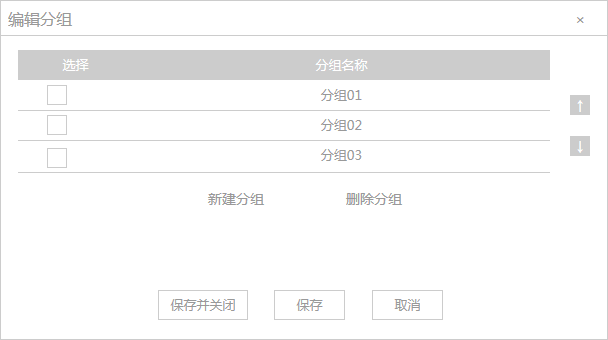 编辑分组 ×
选择 分组名称
分组01
↑
分组02
↓
分组03
新建分组 删除分组
保存并关闭 保存 取消